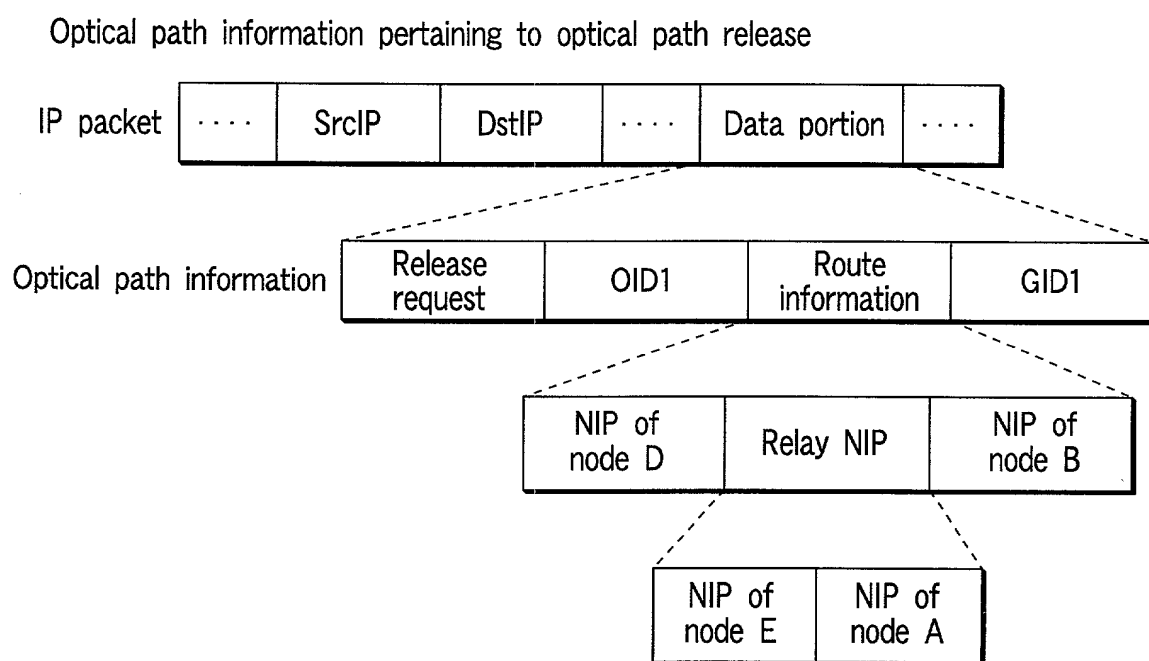 Optical path information pertaining to optical path release
IP packet
.... SrcIP DstIP .... Data portion ....
Optical path information
Release
request
OID1
Route
information
GID1
NIP of
node D
Relay NIP
NIP of
node B
NIP of
node E
NIP of
node A